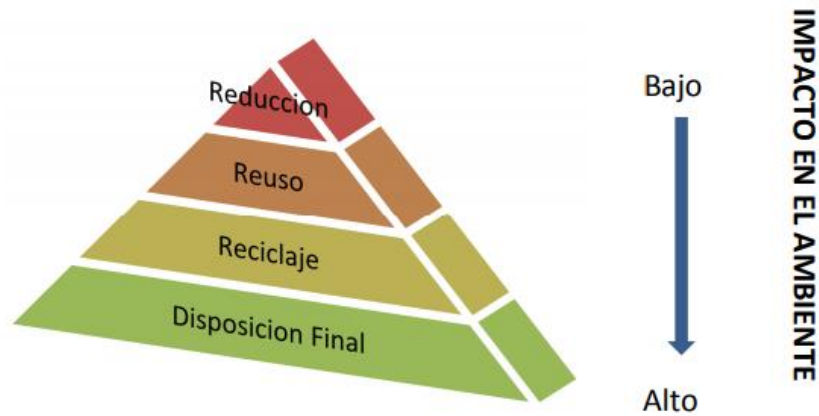 Reduccion
Reuso
Reciclaje
Disposicion Final
Bajo
Alto
IMPACTO EN EL AMBIENTE